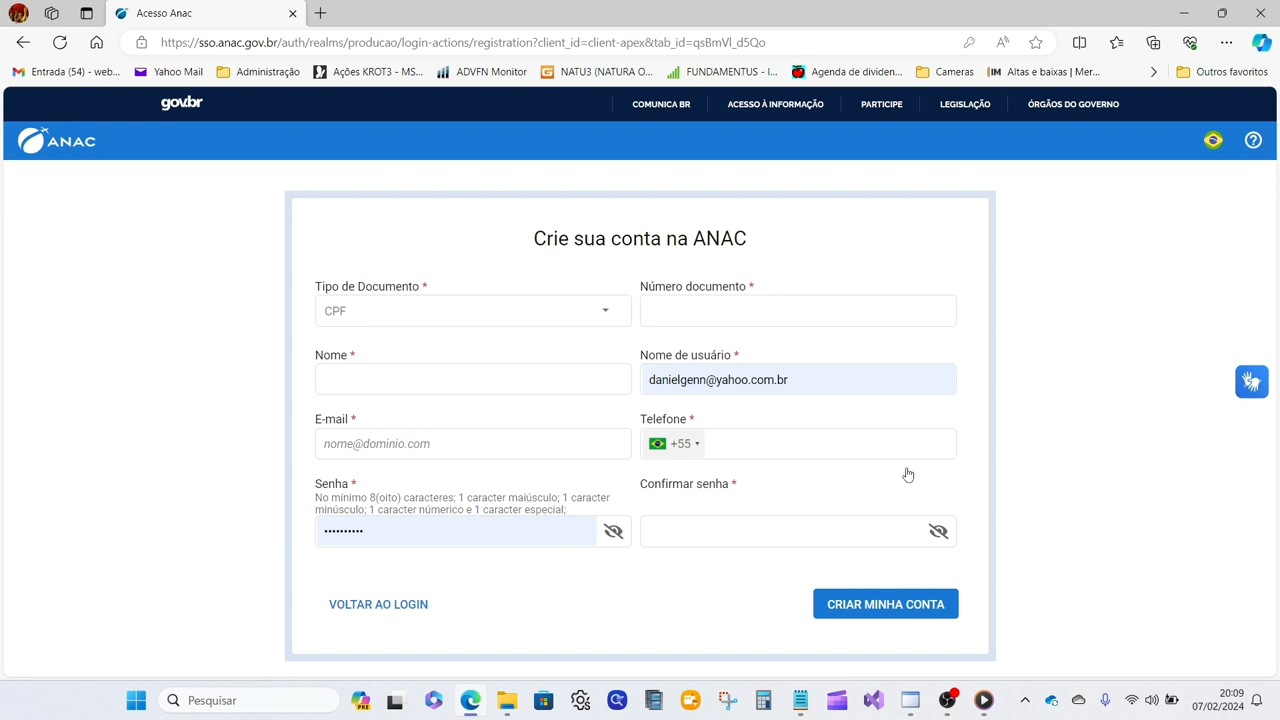 Acesso Anac
https://sso.anac.gov.br/auth/realms/producao/login-actions/registration?client_id=client-apex&tab_id=qsBmVl_d5Qo
Entrada (54) -web... Yahoo Mail Administração Ações KROT3 - MS... ADVFN Monitor NATU3 (NATURA O... FUNDAMENTUS - I... Agenda de dividen... Cameras IM Altas e baixas | Mer... Outros favoritos
gov.br COMUNICA BR ACESSO À INFORMAÇÃO PARTICIPE LEGISLAÇÃO ÓRGÃOS DO GOVERNO
ANAC
Crie sua conta na ANAC
Tipo de Documento * Número documento *
CPF
Nome * Nome de usuário *
danielgenn@yahoo.com.br
E-mail * Telefone *
nome@dominio.com +55
Senha * Confirmar senha *
No mínimo 8(oito) caracteres; 1 caracter maiúsculo; 1 caracter
minúsculo; 1 caracter númerico e 1 caracter especial;
VOLTAR AO LOGIN CRIAR MINHA CONTA
Pesquisar PRE 20:09
07/02/2024